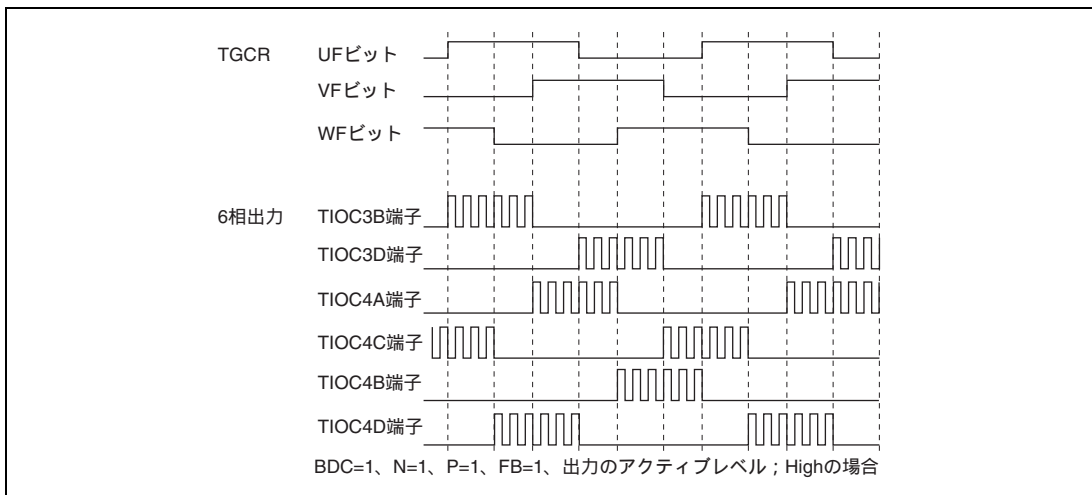 TGCR UFビット
VFビット
WFビット
6相出力 TIOC3B端子
TIOC3D端子
TIOC4A端子
TIOC4C端子
TIOC4B端子
TIOC4D端子
BDC=1、N=1、P=1、FB=1、出力のアクティブレベル；Highの場合